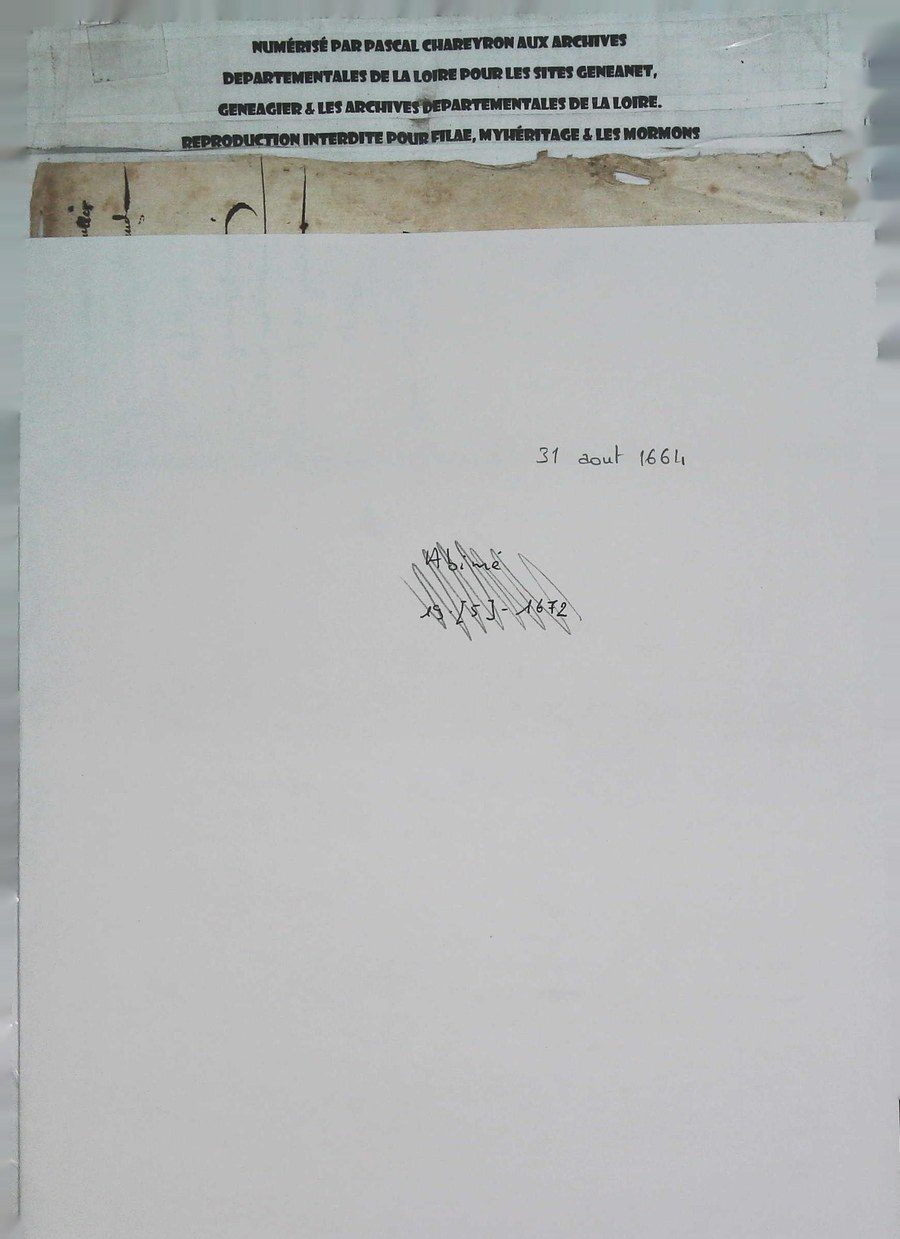 NUMÉRISÉ PAR PASCAL CHAREYRON AUX ARCHIVES
DEPARTEMENTALES DE LA LOIRE POUR LES SITES GENEANET,
GENEAGIER & LES ARCHIVES DEPARTEMENTALES DE LA LOIRE.
REPRODUCTION INTERDITE POUR FILAE, MYHÉRITAGE & LES MORMONS
31 aout 1664
Abimé
19 [5] - 1672